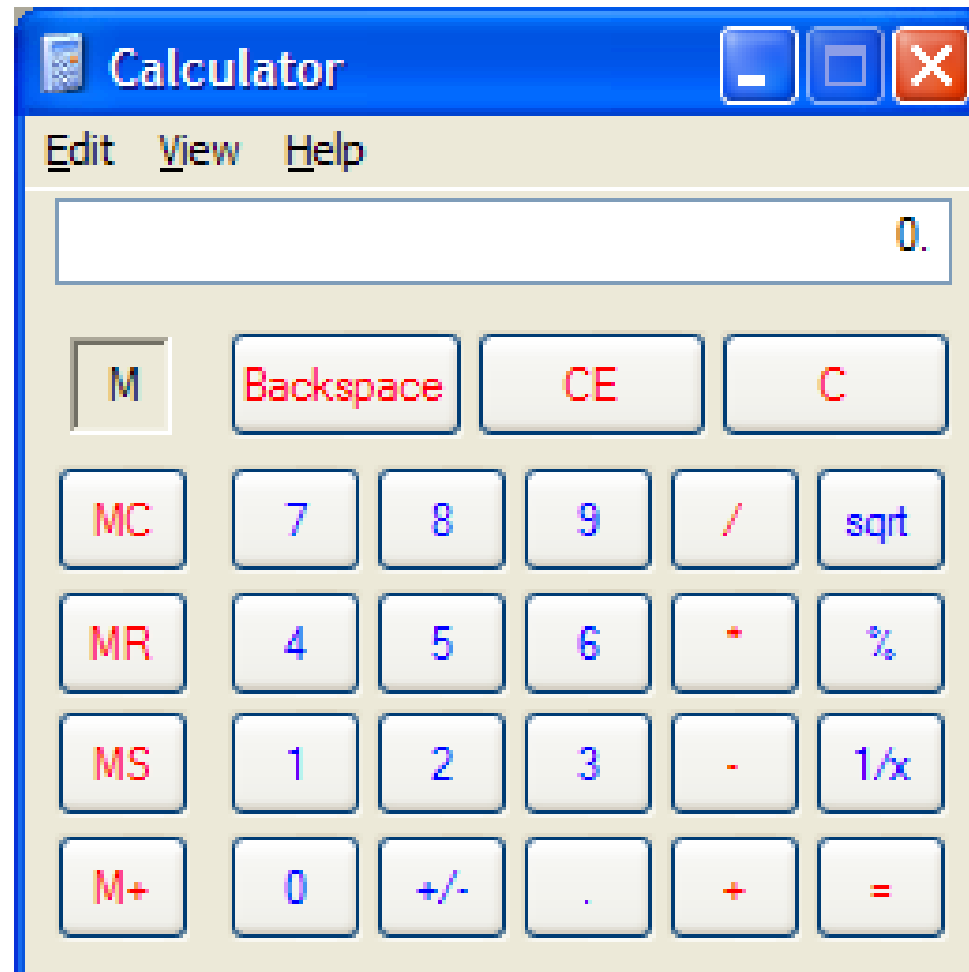 Calculator
Edit View Help
0.
M Backspace CE C
MC 7 8 9 / sqrt
MR 4 5 6 * %
MS 1 2 3 - 1/x
M+ 0 +/- . + =